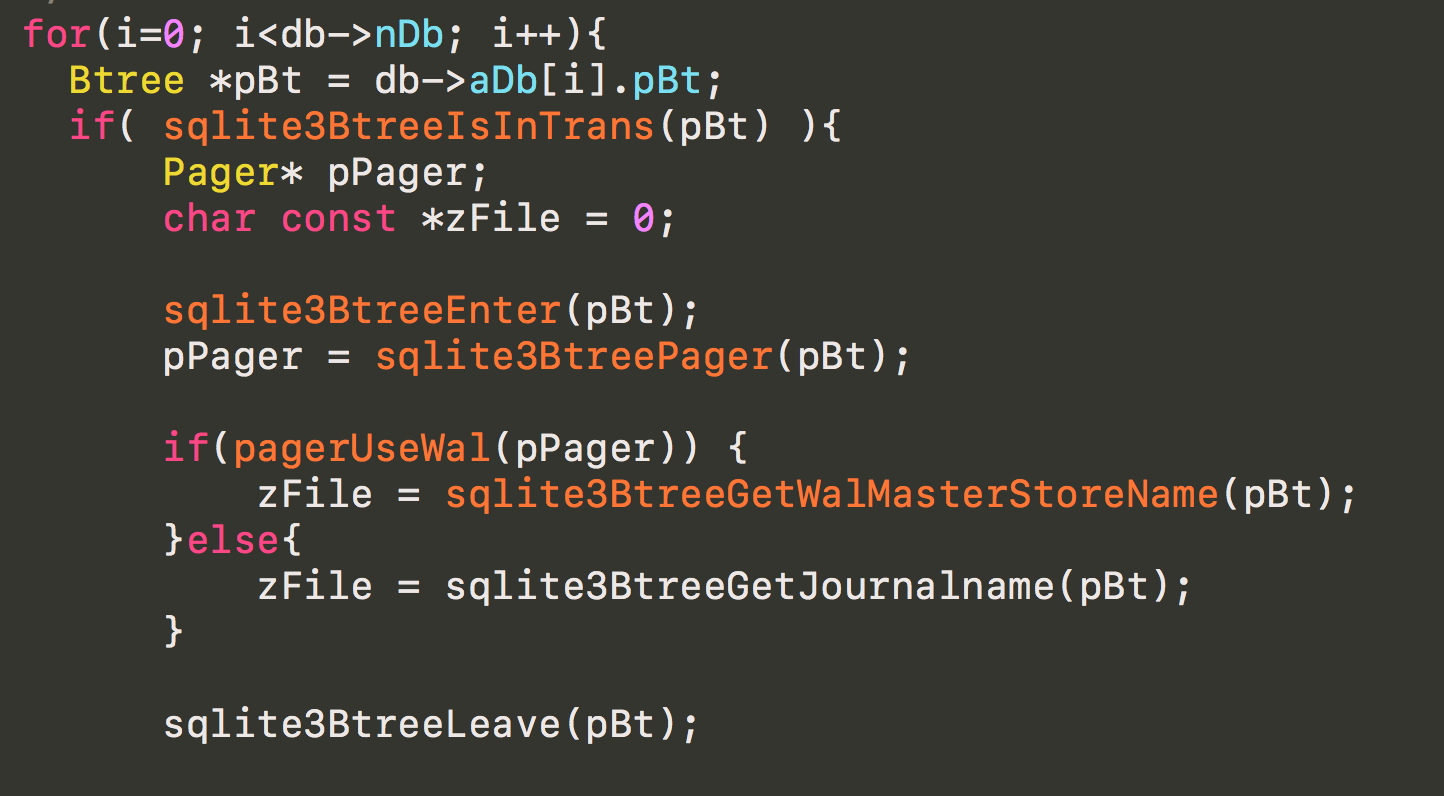 for(i=0; i<db->nDb; i++){
Btree *pBt = db->aDb[i].pBt;
if( sqlite3BtreeIsInTrans(pBt) ){
Pager* pPager;
char const *zFile = 0;
sqlite3BtreeEnter(pBt);
pPager = sqlite3BtreePager(pBt);
if(pagerUseWal(pPager)) {
zFile = sqlite3BtreeGetWalMasterStoreName(pBt);
}else{
zFile = sqlite3BtreeGetJournalname(pBt);
}
sqlite3BtreeLeave(pBt);